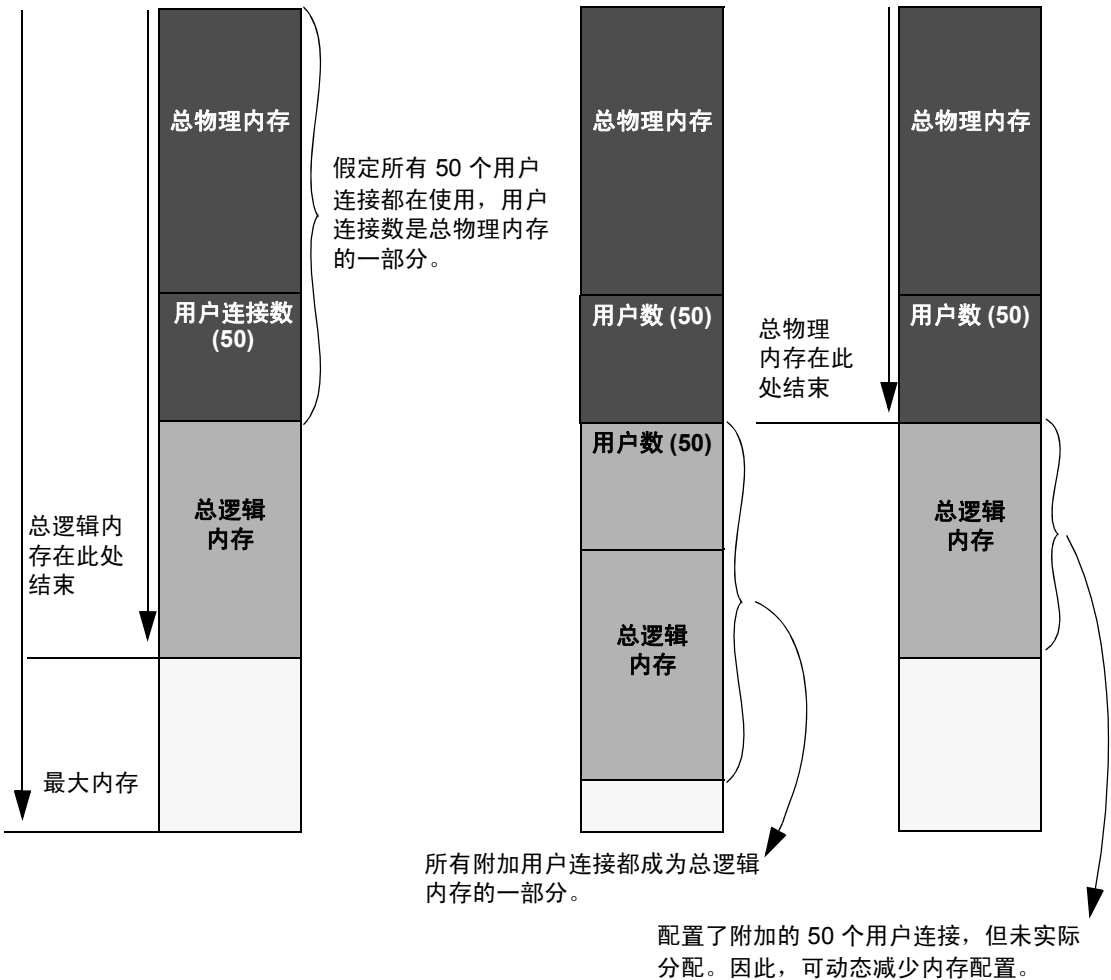 总物理内存
用户连接数
(50)
总逻辑
内存
假定所有 50 个用户
连接都在使用，用户
连接数是总物理内存
的一部分。
总逻辑内
存在此处
结束
最大内存
总物理内存
用户数 (50)
用户数 (50)
总逻辑
内存
所有附加用户连接都成为总逻辑
内存的一部分。
总物理
内存在此
处结束
总物理内存
用户数 (50)
总逻辑
内存
配置了附加的 50 个用户连接，但未实际
分配。因此，可动态减少内存配置。